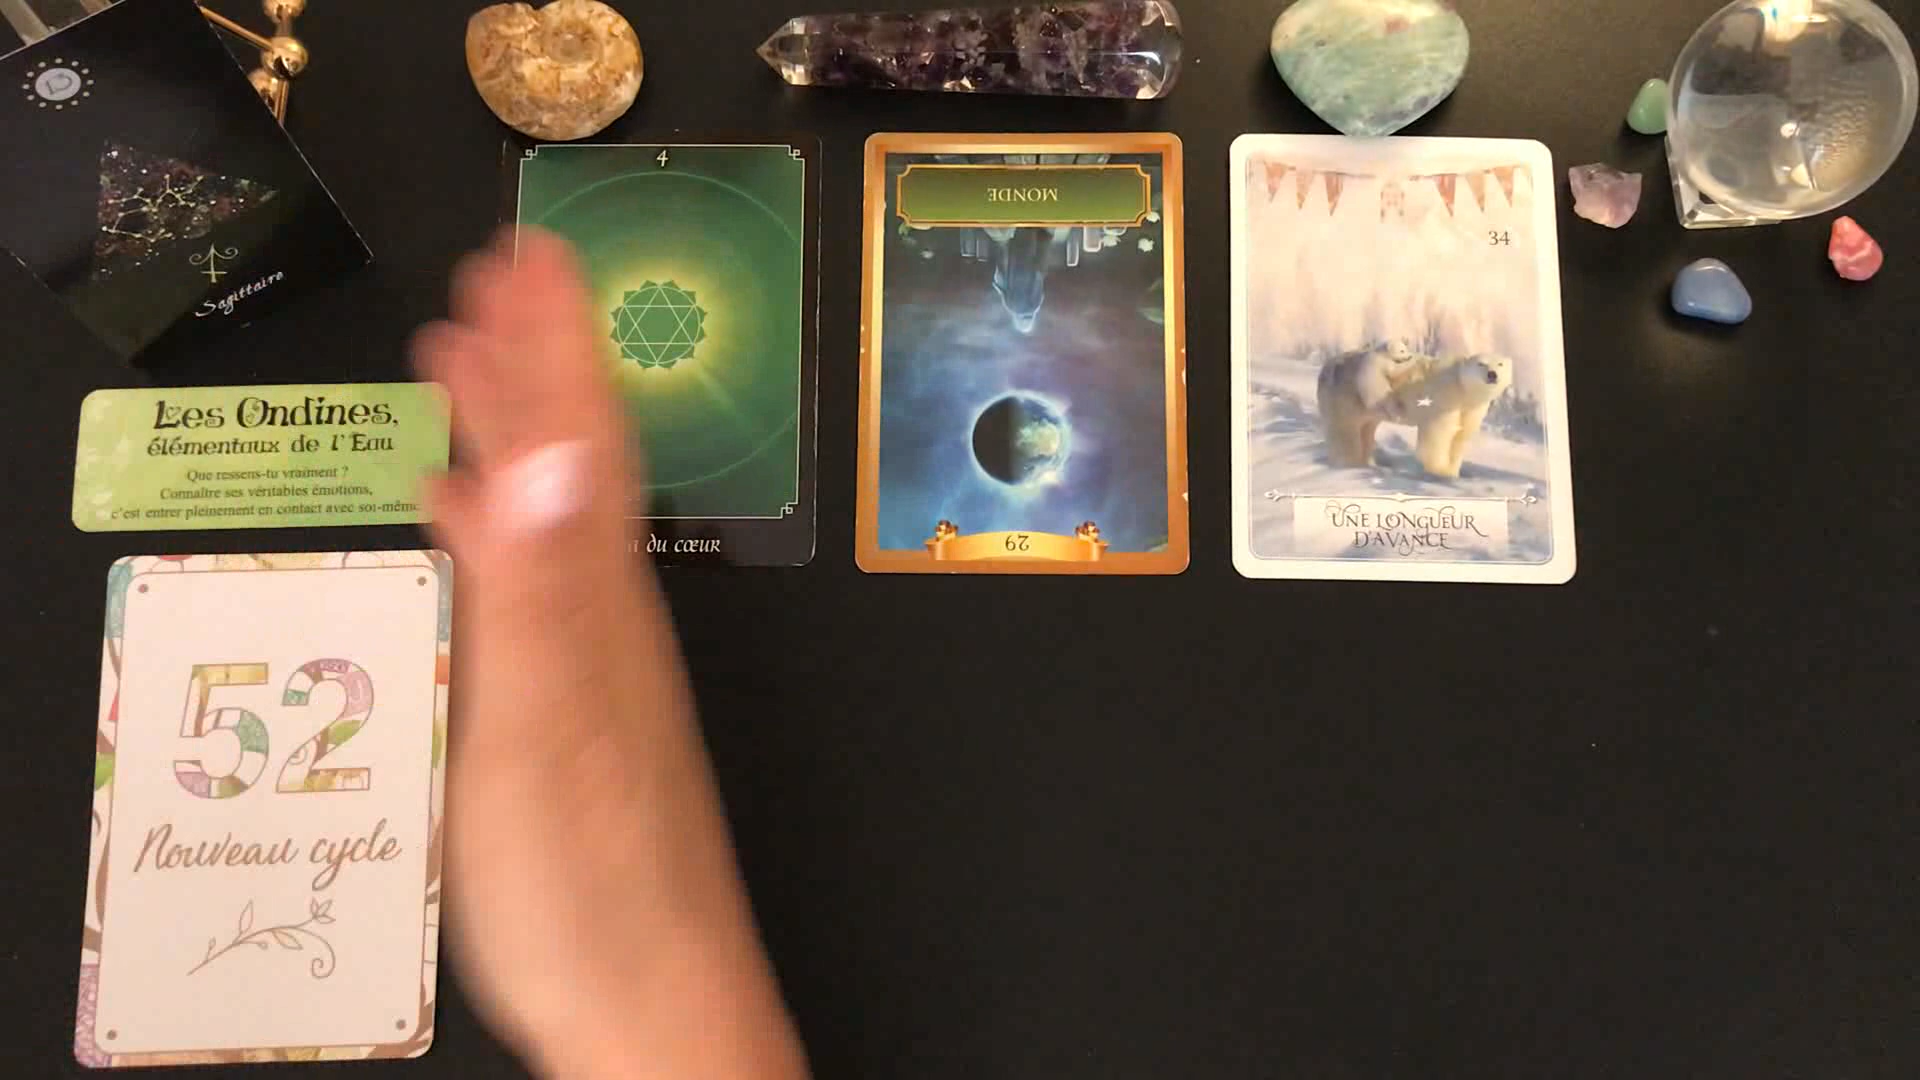 Sagittaire
Les Ondines,
élémentaux de l'Eau
Que ressens-tu vraiment ?
Connaître ses véritables émotions,
c'est entrer pleinement en contact avec soi-même
52
Nouveau cycle
4
du cœur
MONDE
29
34
UNE LONGUEUR
D'AVANCE